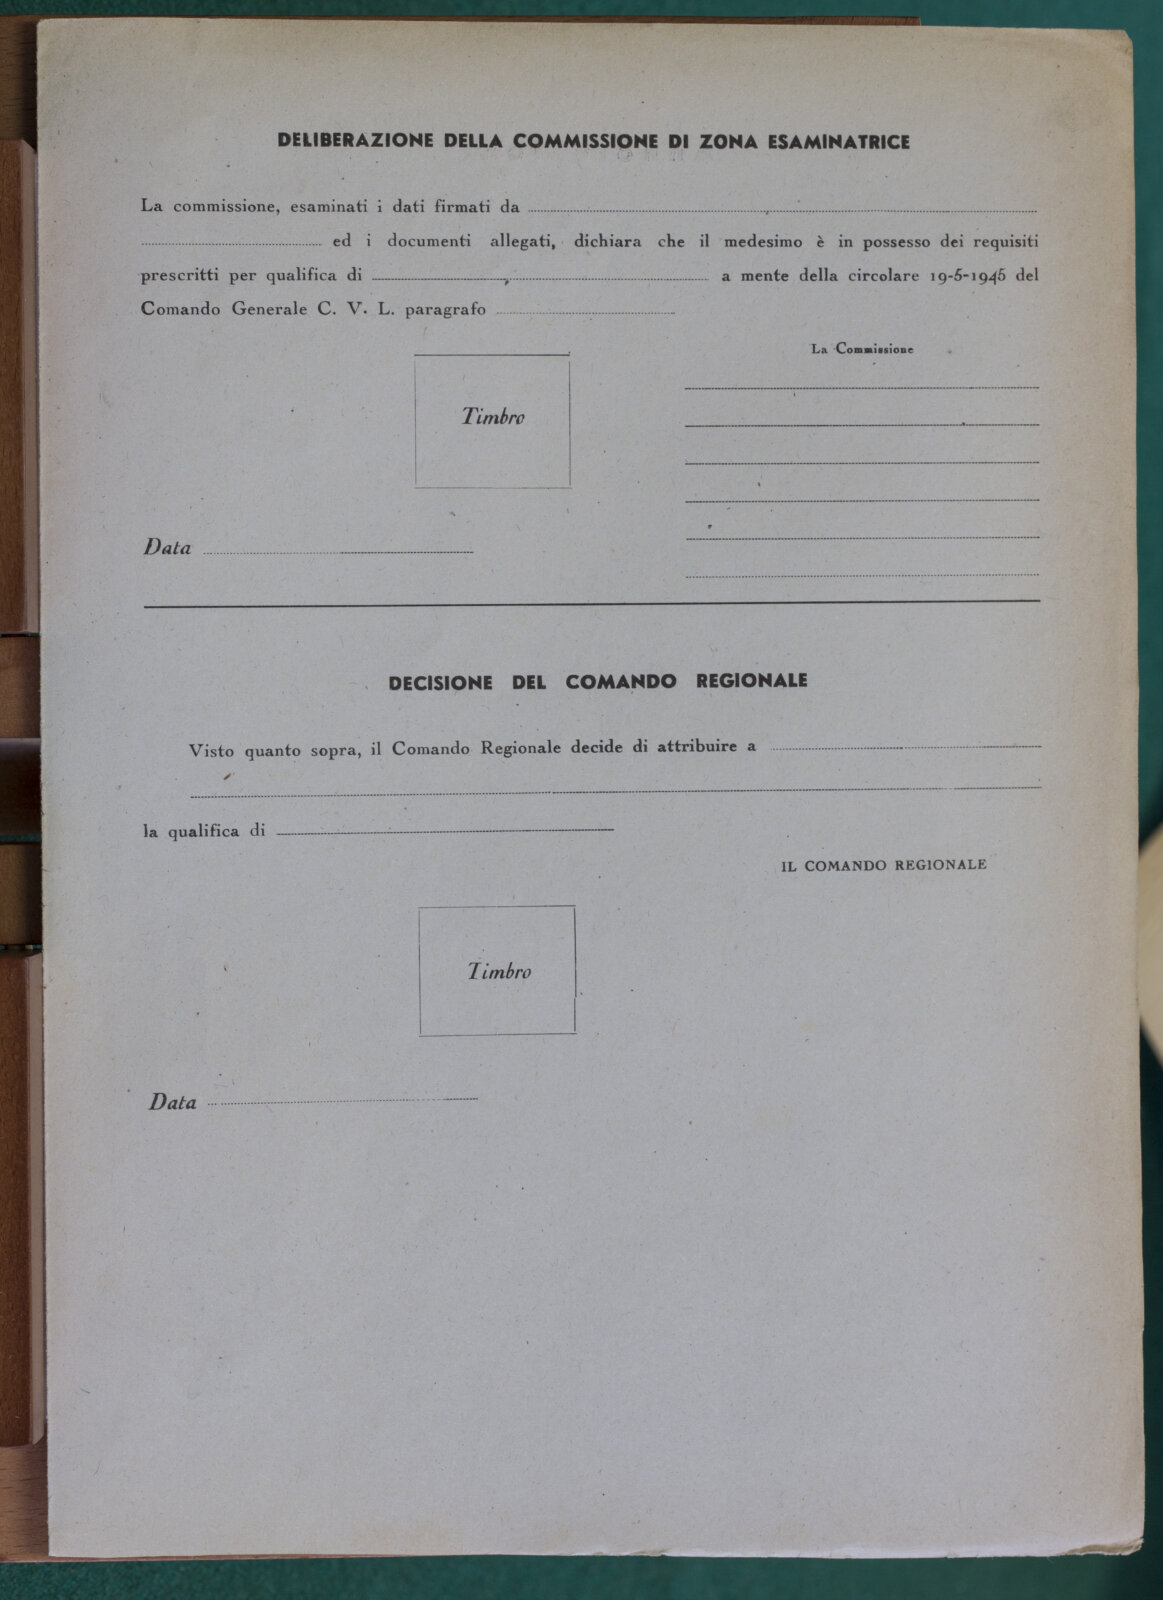 DELIBERAZIONE DELLA COMMISSIONE DI ZONA ESAMINATRICE
La commissione, esaminati i dati firmati da
ed i documenti allegati, dichiara che il medesimo è in possesso dei requisiti
prescritti per qualifica di a mente della circolare 19-5-1945 del
Comando Generale C. V. L. paragrafo
La Commissione
Timbro
Data
DECISIONE DEL COMANDO REGIONALE
Visto quanto sopra, il Comando Regionale decide di attribuire a
la qualifica di
IL COMANDO REGIONALE
Timbro
Data